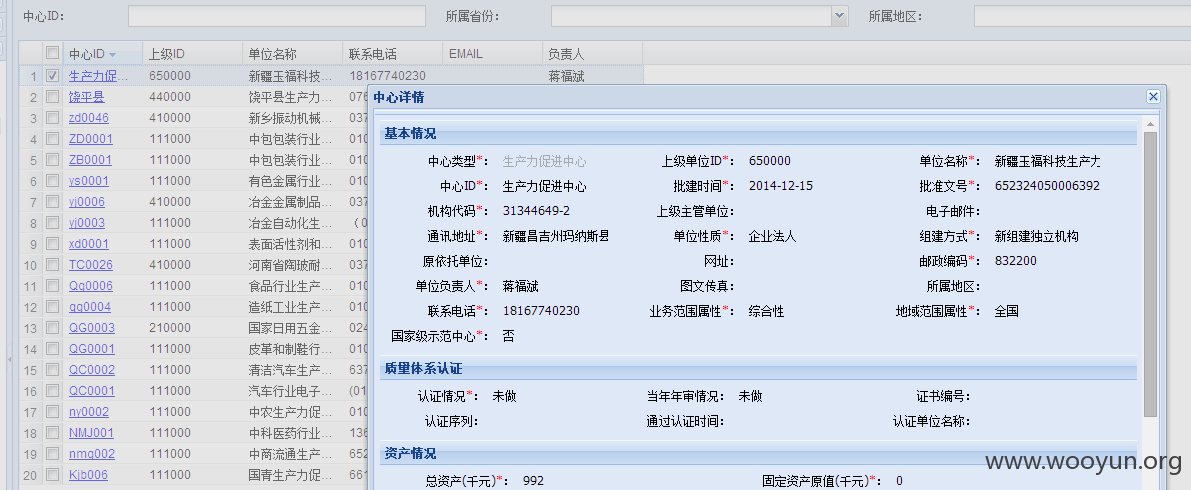 中心ID: 所属省份: 所属地区:
中心ID 上级ID 单位名称 联系电话 EMAIL 负责人
1 生产力促... 650000 新疆玉福科技... 18167740230 蒋福斌
2 饶平县 440000 饶平县生产力... 076
3 zd0046 410000 新乡振动机械... 037
4 ZD0001 111000 中包包装行业... 010
5 ZB0001 111000 中包包装行业... 010
6 ys0001 111000 有色金属行业... 010
7 yj0006 111000 冶金金属制品... 037
8 yj0003 111000 冶金自动化生... (0
9 xd0001 111000 表面活性剂和... 010
10 TC0026 410000 河南省陶玻耐... 037
11 Qg0006 111000 食品行业生产... 010
12 qg0004 111000 造纸工业生产... 010
13 QG0003 210000 国家日用五金... 024
14 QG0001 111000 皮革和制鞋行... 010
15 QC0002 111000 清洁汽车生产... 637
16 QC0001 111000 汽车行业电子... (01
17 ny0002 111000 中农生产力促... 010
18 NMJ001 111000 中科医药行业... 136
19 nmg002 111000 中商流通生产... 652
20 Kjb006 111000 国青生产力促... 661
中心详情
基本情况
中心类型*: 生产力促进中心 上级单位ID*: 650000 单位名称*: 新疆玉福科技生产力
中心ID*: 生产力促进中心 批建时间*: 2014-12-15 批准文号*: 652324050006392
机构代码*: 31344649-2 上级主管单位: 电子邮件:
通讯地址*: 新疆昌吉州玛纳斯县 单位性质*: 企业法人 组建方式*: 新组建独立机构
原依托单位: 网址: 邮政编码*: 832200
单位负责人*: 蒋福斌 图文传真: 所属地区:
联系电话*: 18167740230 业务范围属性*: 综合性 地域范围属性*: 全国
国家级示范中心*: 否
质量体系认证
认证情况*: 未做 当年年审情况: 未做 证书编号:
认证序列: 通过认证时间: 认证单位名称:
资产情况
总资产(千元)*: 992 固定资产原值(千元)*: 0
www.wooyun.org